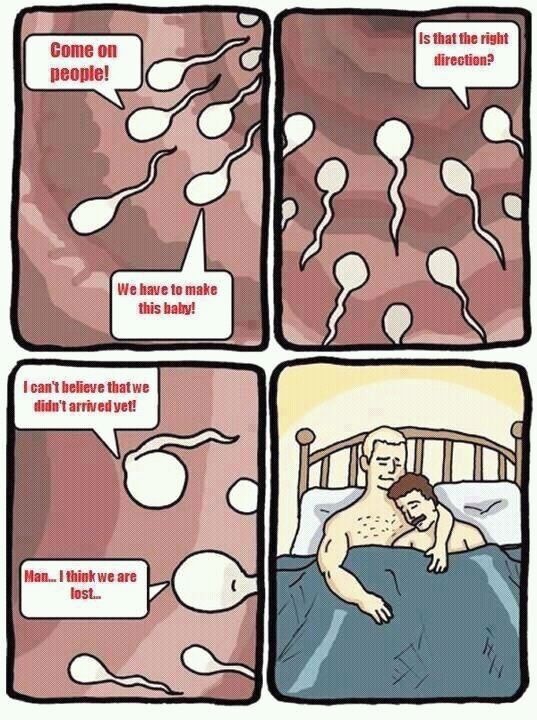 Come on
people!
We have to make
this baby!
Is that the right
direction?
I can't believe that we
didn't arrived yet!
Man... I think we are
lost...